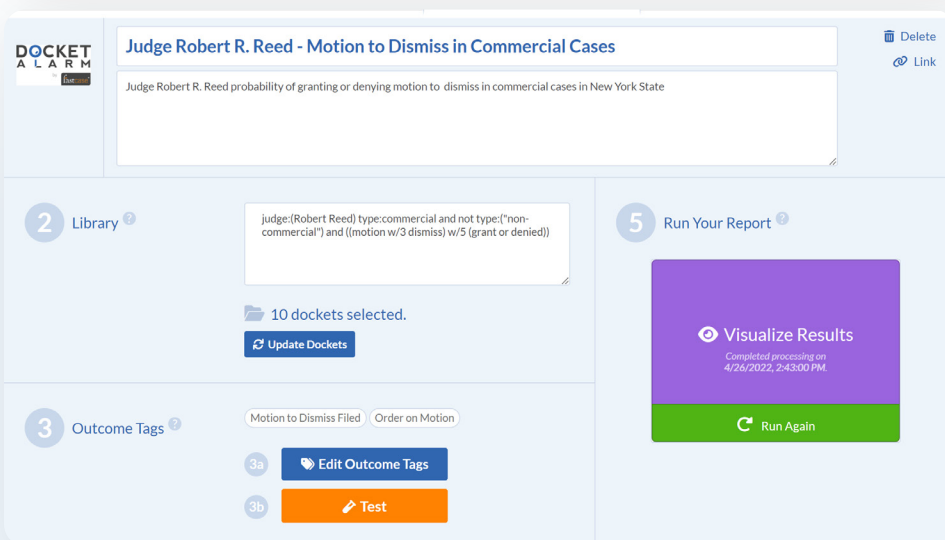 DOCKET
ALARM
Judge Robert R. Reed - Motion to Dismiss in Commercial Cases
Delete
Link
Judge Robert R. Reed probability of granting or denying motion to dismiss in commercial cases in New York State
2 Library ?
judge:(Robert Reed) type:commercial and not type:("non-
commercial") and ((motion w/3 dismiss) w/5 (grant or denied))
10 dockets selected.
Update Dockets
3 Outcome Tags ?
Motion to Dismiss Filed
Order on Motion
3a Edit Outcome Tags
3b Test
5 Run Your Report ?
Visualize Results
Completed processing on
4/26/2022, 2:43:00 PM.
Run Again